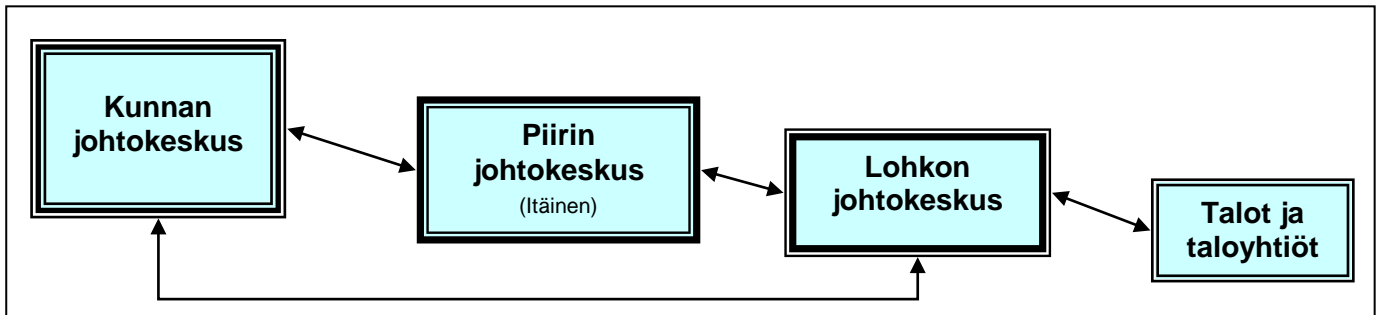 Kunnan
johtokeskus
Piirin
johtokeskus
(Itäinen)
Lohkon
johtokeskus
Talot ja
taloyhtiöt